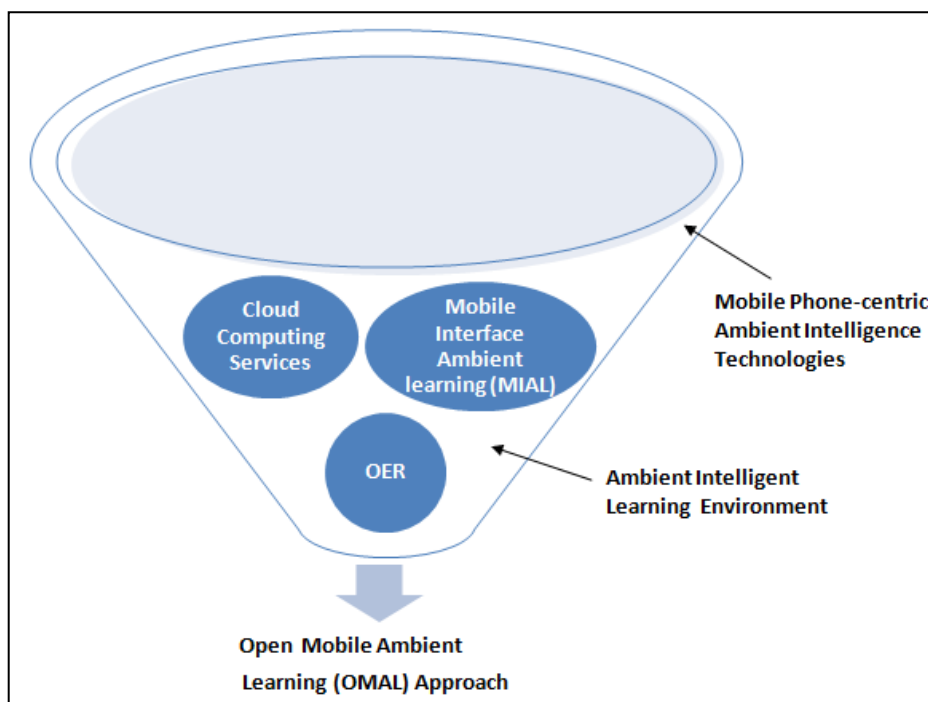 Cloud
Computing
Services
Mobile
Interface
Ambient
learning (MIAL)
OER
Mobile Phone-centric
Ambient Intelligence
Technologies
Ambient Intelligent
Learning Environment
Open Mobile Ambient
Learning (OMAL) Approach